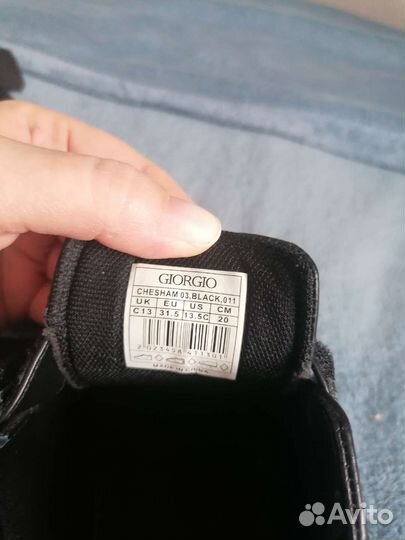 GIORGIO
CHESHAM 03,BLACK,011
UK EU US CM
C13 31.5 13.5C 20
MADE IN CHINA
Avito